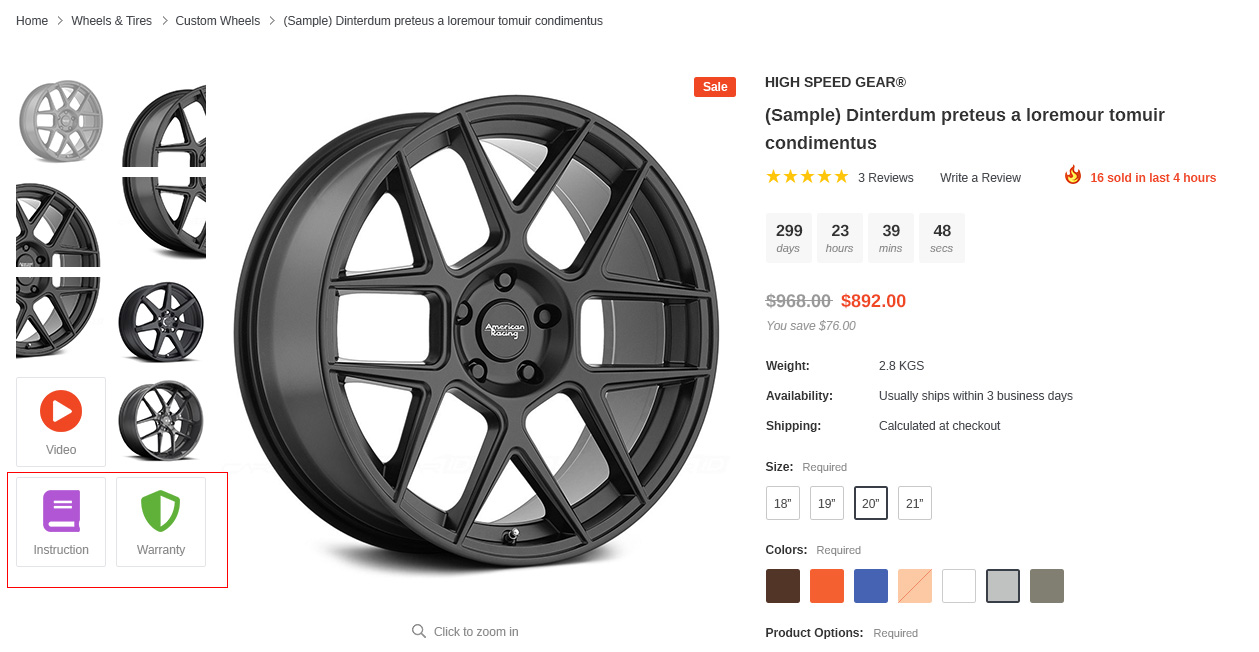 Home > Wheels & Tires > Custom Wheels > (Sample) Dinterdum preteus a loremour tomuir condimentus
Sale
American
Racing
Video
Instruction
Warranty
Click to zoom in
HIGH SPEED GEAR®
(Sample) Dinterdum preteus a loremour tomuir
condimentus
3 Reviews Write a Review 16 sold in last 4 hours
299 23 39 48
days hours mins secs
$968.00 $892.00
You save $76.00
Weight: 2.8 KGS
Availability: Usually ships within 3 business days
Shipping: Calculated at checkout
Size: Required
18” 19” 20” 21”
Colors: Required
Product Options: Required